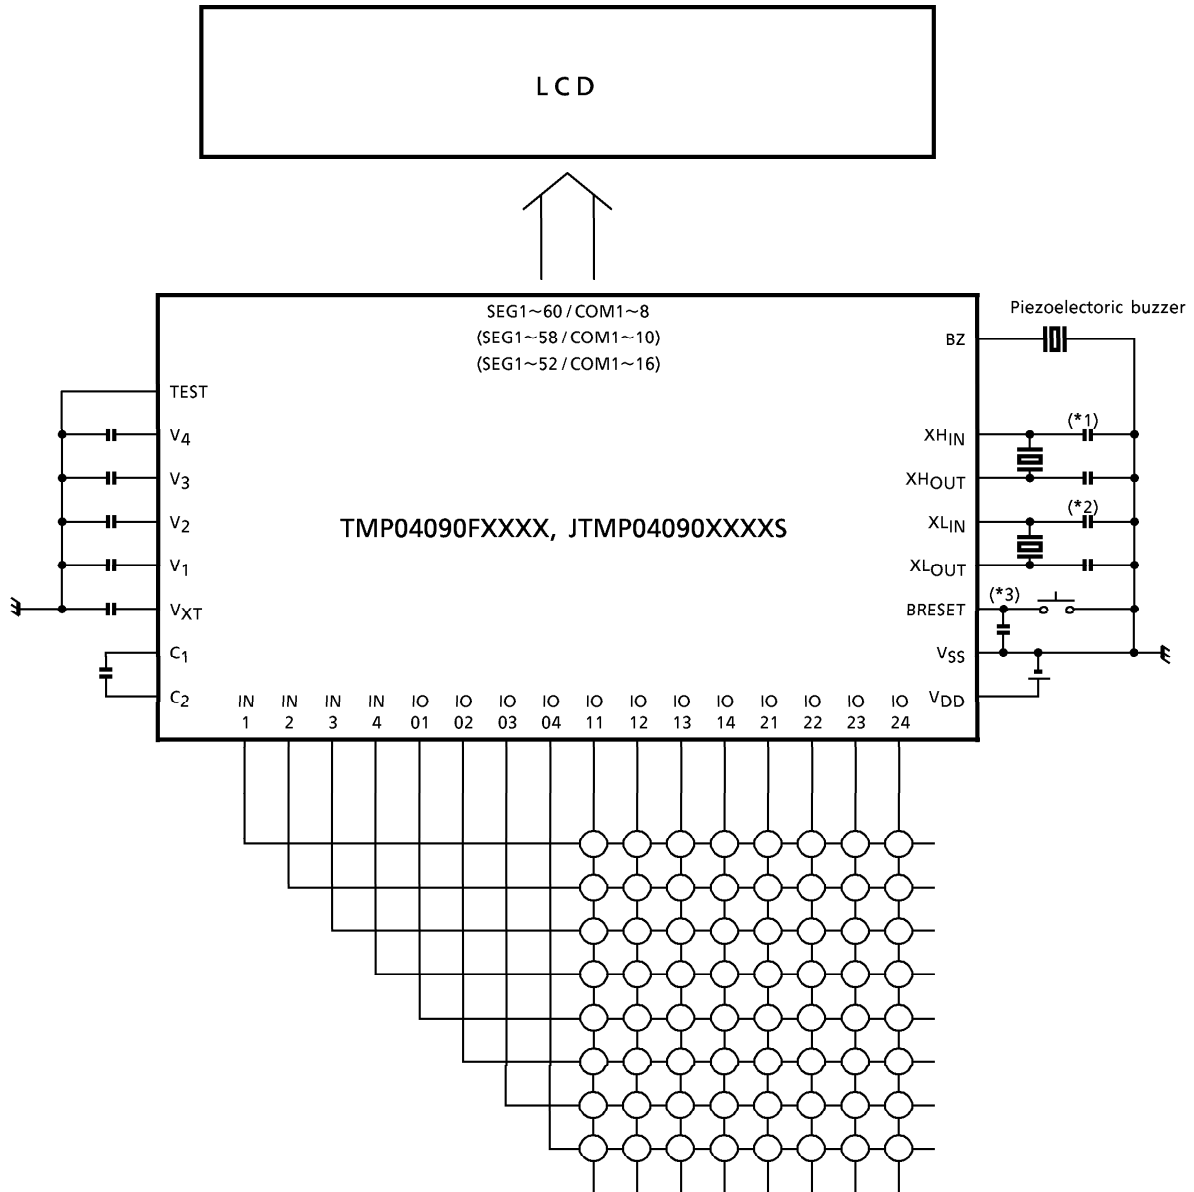 LCD
SEG1~60 / COM1~8
(SEG1~58 / COM1~10)
(SEG1~52 / COM1~16)
Piezoelectoric buzzer
BZ
TEST
V4
V3
V2
V1
VXT
C1
C2
TMP04090FXXXX, JTMP04090XXXXS
XHIN
(*1)
XHOUT
XLIN
(*2)
XLOUT
BRESET
(*3)
VSS
VDD
IN IN IN IN IO IO IO IO IO IO IO IO IO IO IO IO
1 2 3 4 01 02 03 04 11 12 13 14 21 22 23 24